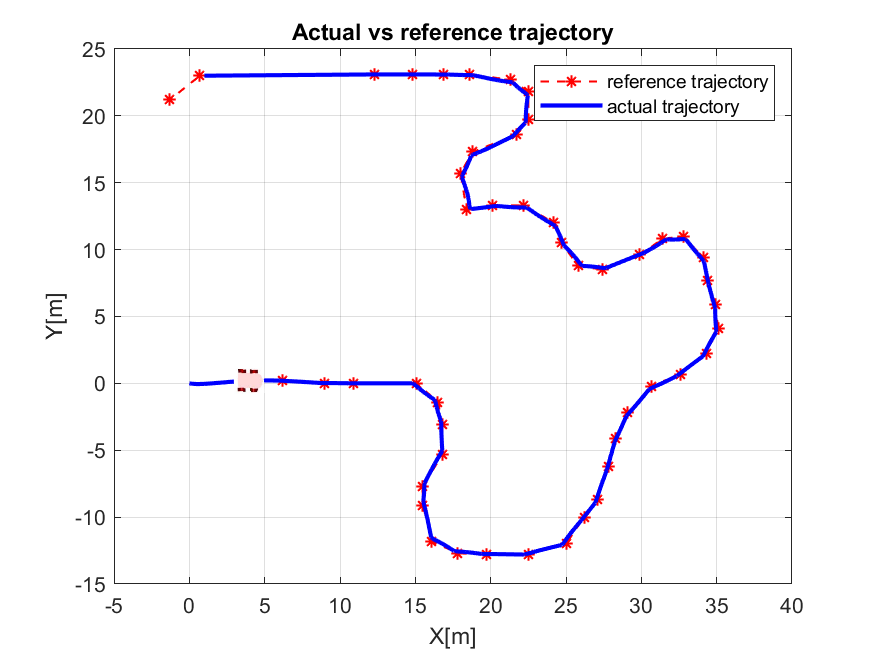 Actual vs reference trajectory
25
20
15
10
5
0
-5
-10
-15
Y[m]
reference trajectory
actual trajectory
-5 0 5 10 15 20 25 30 35 40
X[m]